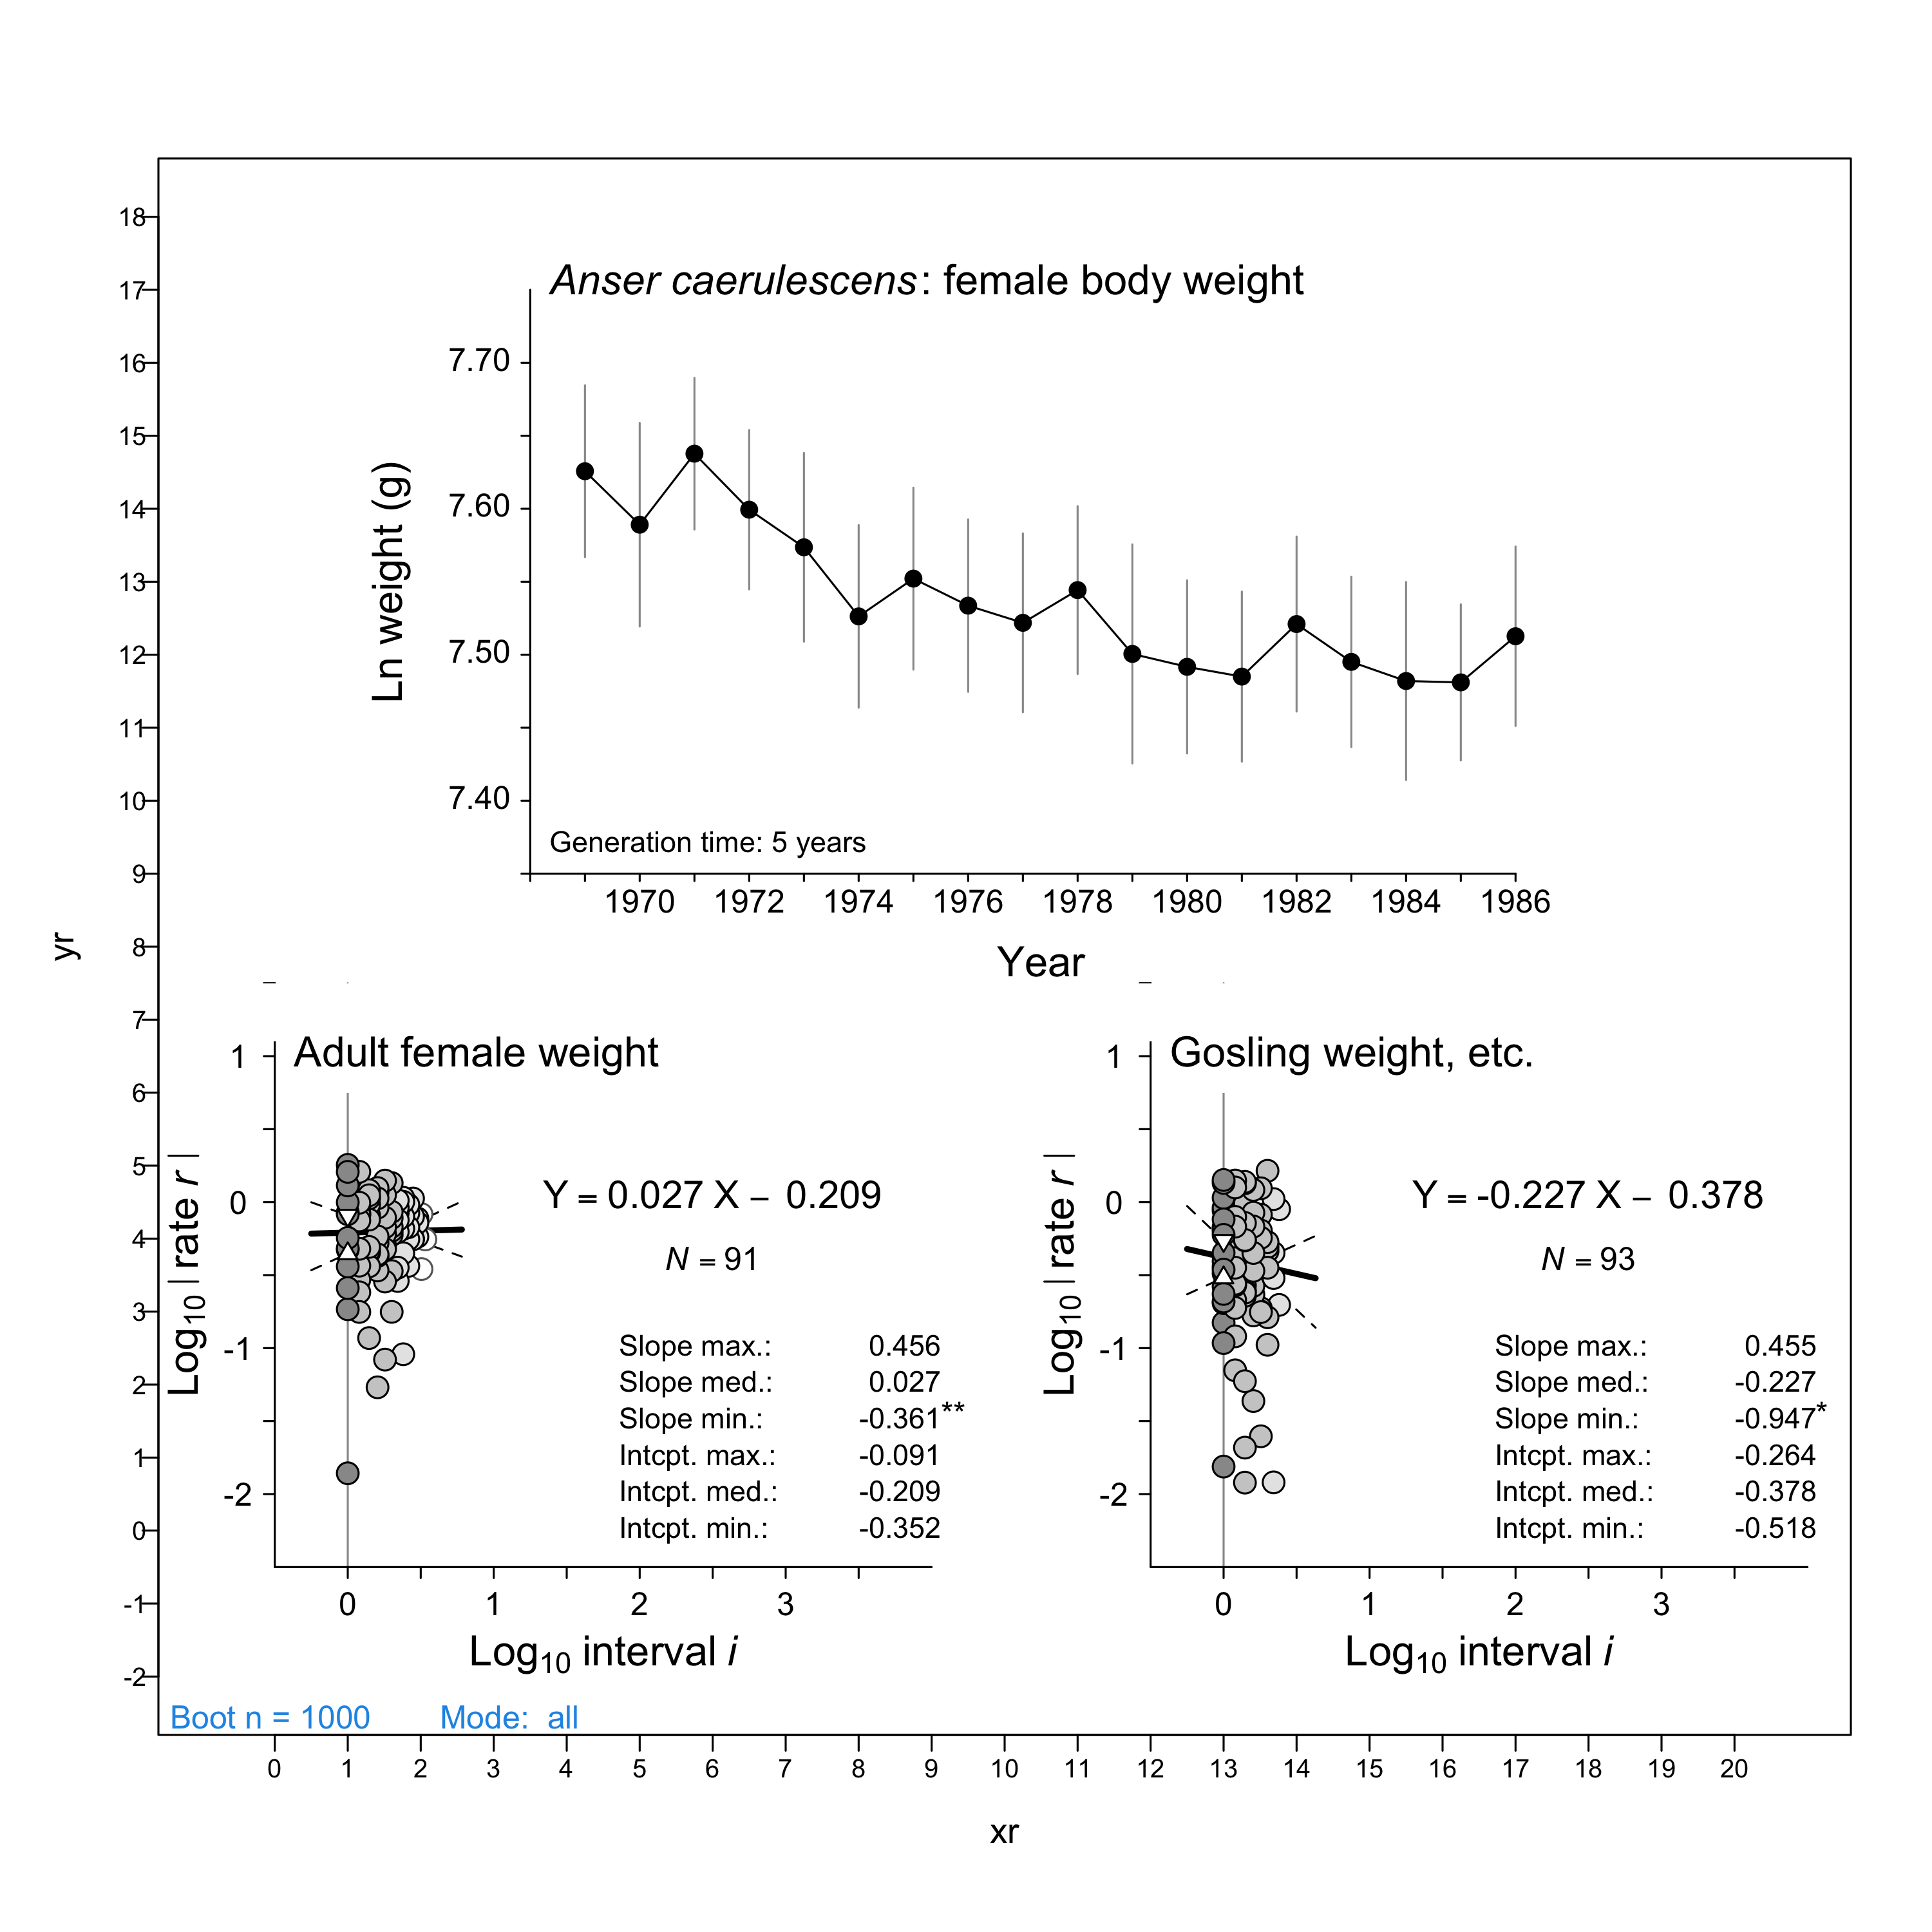 Anser caerulescens: female body weight
7.70
7.60
7.50
7.40
Ln weight (g)
Generation time: 5 years
1970 1972 1974 1976 1978 1980 1982 1984 1986
Year
18
17
16
15
14
13
12
11
10
9
8
7
6
5
4
3
2
1
0
-1
-2
yr
Adult female weight
1
0
-1
-2
Log10 | rate r |
Y = 0.027 X – 0.209
N = 91
Slope max.: 0.456
Slope med.: 0.027
Slope min.: -0.361**
Intcpt. max.: -0.091
Intcpt. med.: -0.209
Intcpt. min.: -0.352
0 1 2 3
Log10 interval i
Gosling weight, etc.
1
0
-1
-2
Log10 | rate r |
Y = -0.227 X – 0.378
N = 93
Slope max.: 0.455
Slope med.: -0.227
Slope min.: -0.947*
Intcpt. max.: -0.264
Intcpt. med.: -0.378
Intcpt. min.: -0.518
0 1 2 3
Log10 interval i
Boot n = 1000 Mode: all
0 1 2 3 4 5 6 7 8 9 10 11 12 13 14 15 16 17 18 19 20
xr